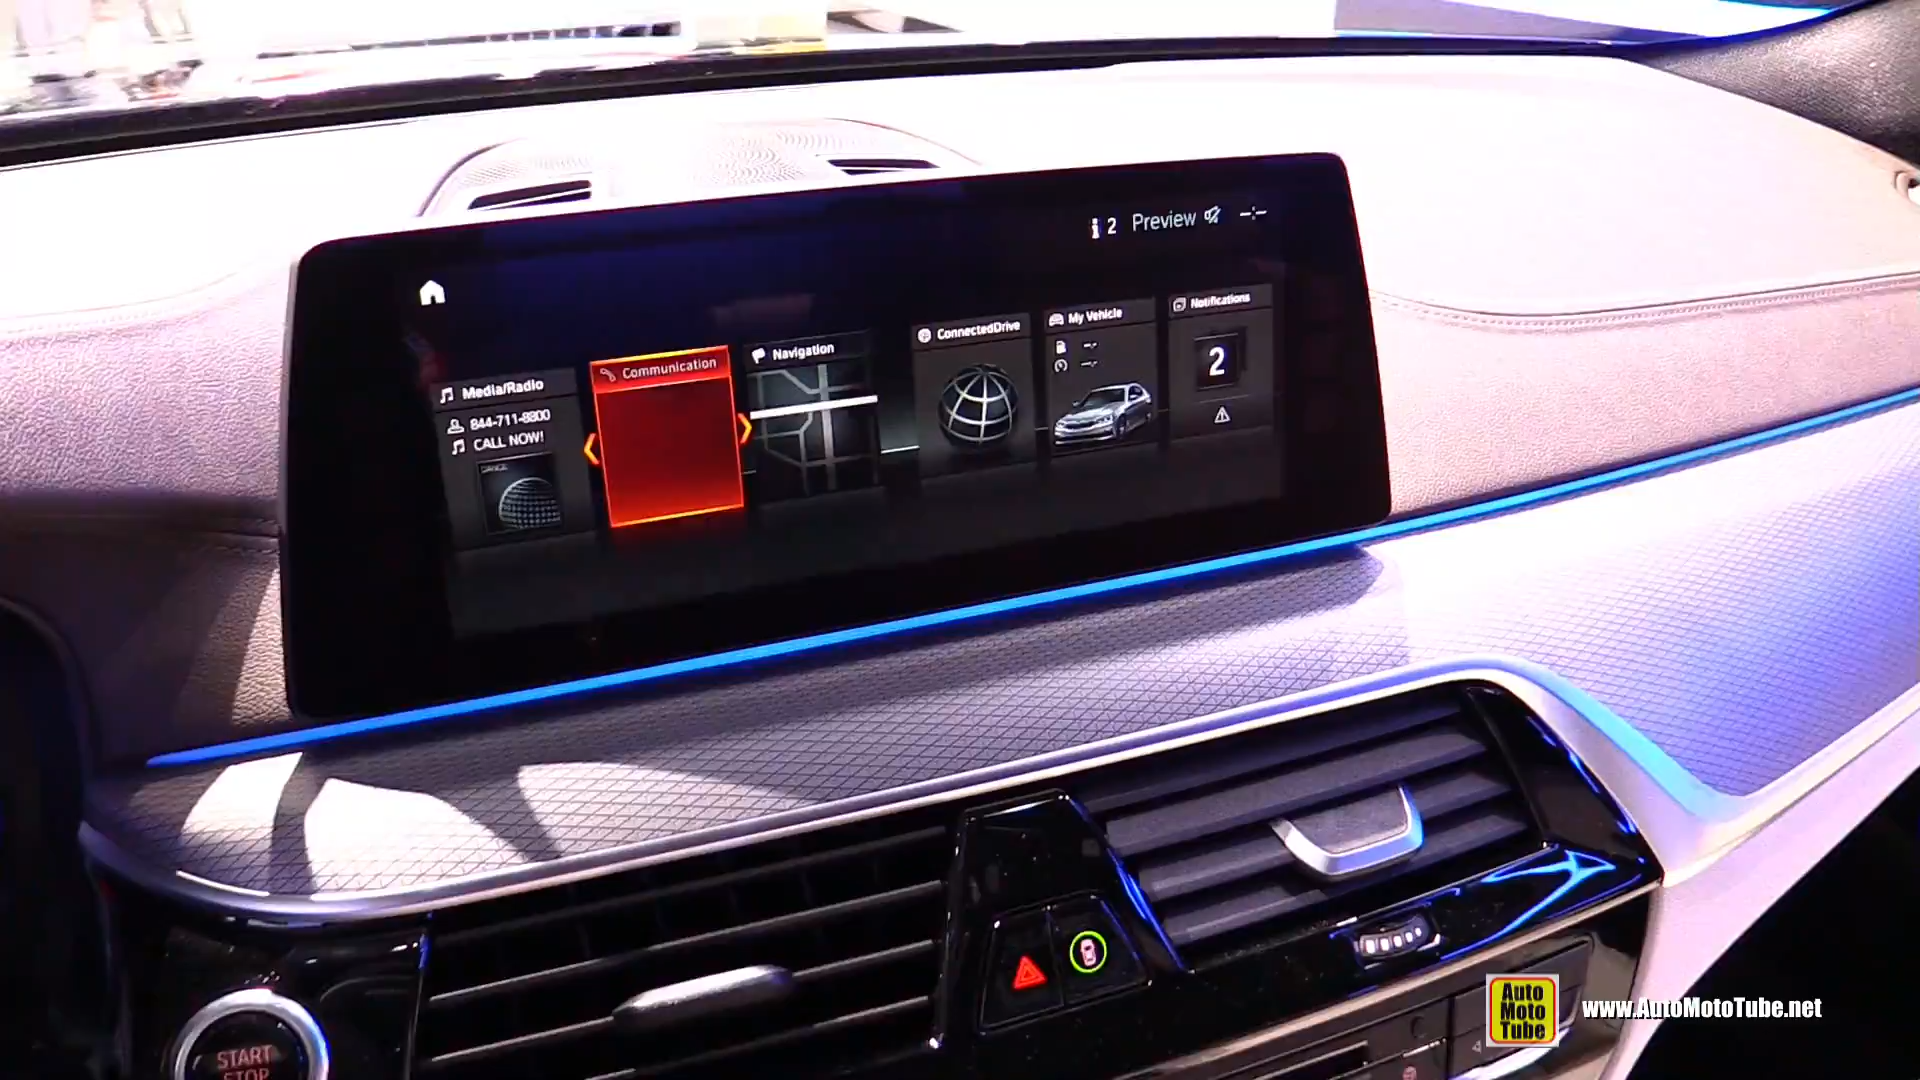 i 2 Preview --:--
Media/Radio
844-711-8800
CALL NOW!
Communication
Navigation
ConnectedDrive
My Vehicle
--.-
--.-
Notifications
2
START
STOP
Auto
Moto
Tube
www.AutoMotoTube.net